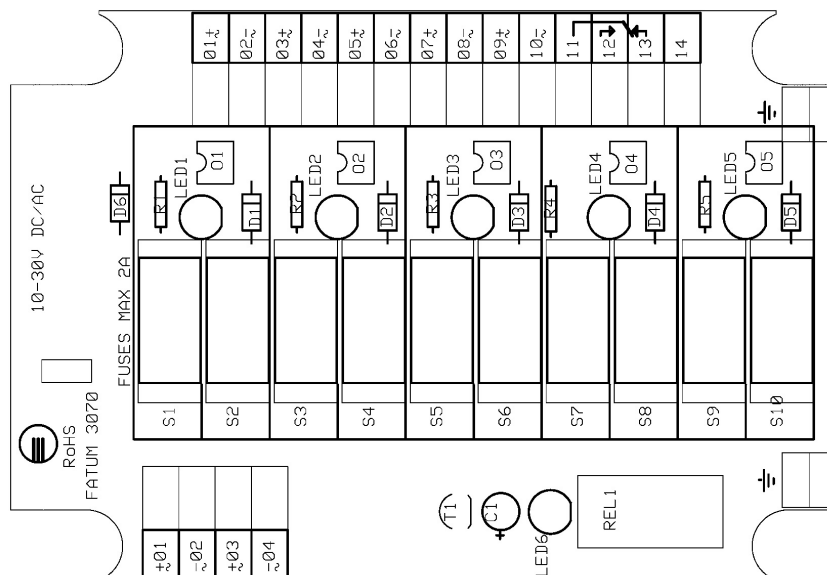 01±
02-
03±
04-
05±
06-
07±
08-
09±
10-
11
12
13
14
LED1
O1
LED2
O2
LED3
O3
LED4
O4
LED5
O5
D6
R1
D1
R2
D2
R3
D3
R4
D4
R5
D5
10-30V DC/AC
FUSES MAX 2A
S1
S2
S3
S4
S5
S6
S7
S8
S9
S10
RoHS
FATUM 3070
±01
-02
±03
-04
T1
C1
+
LED6
REL1